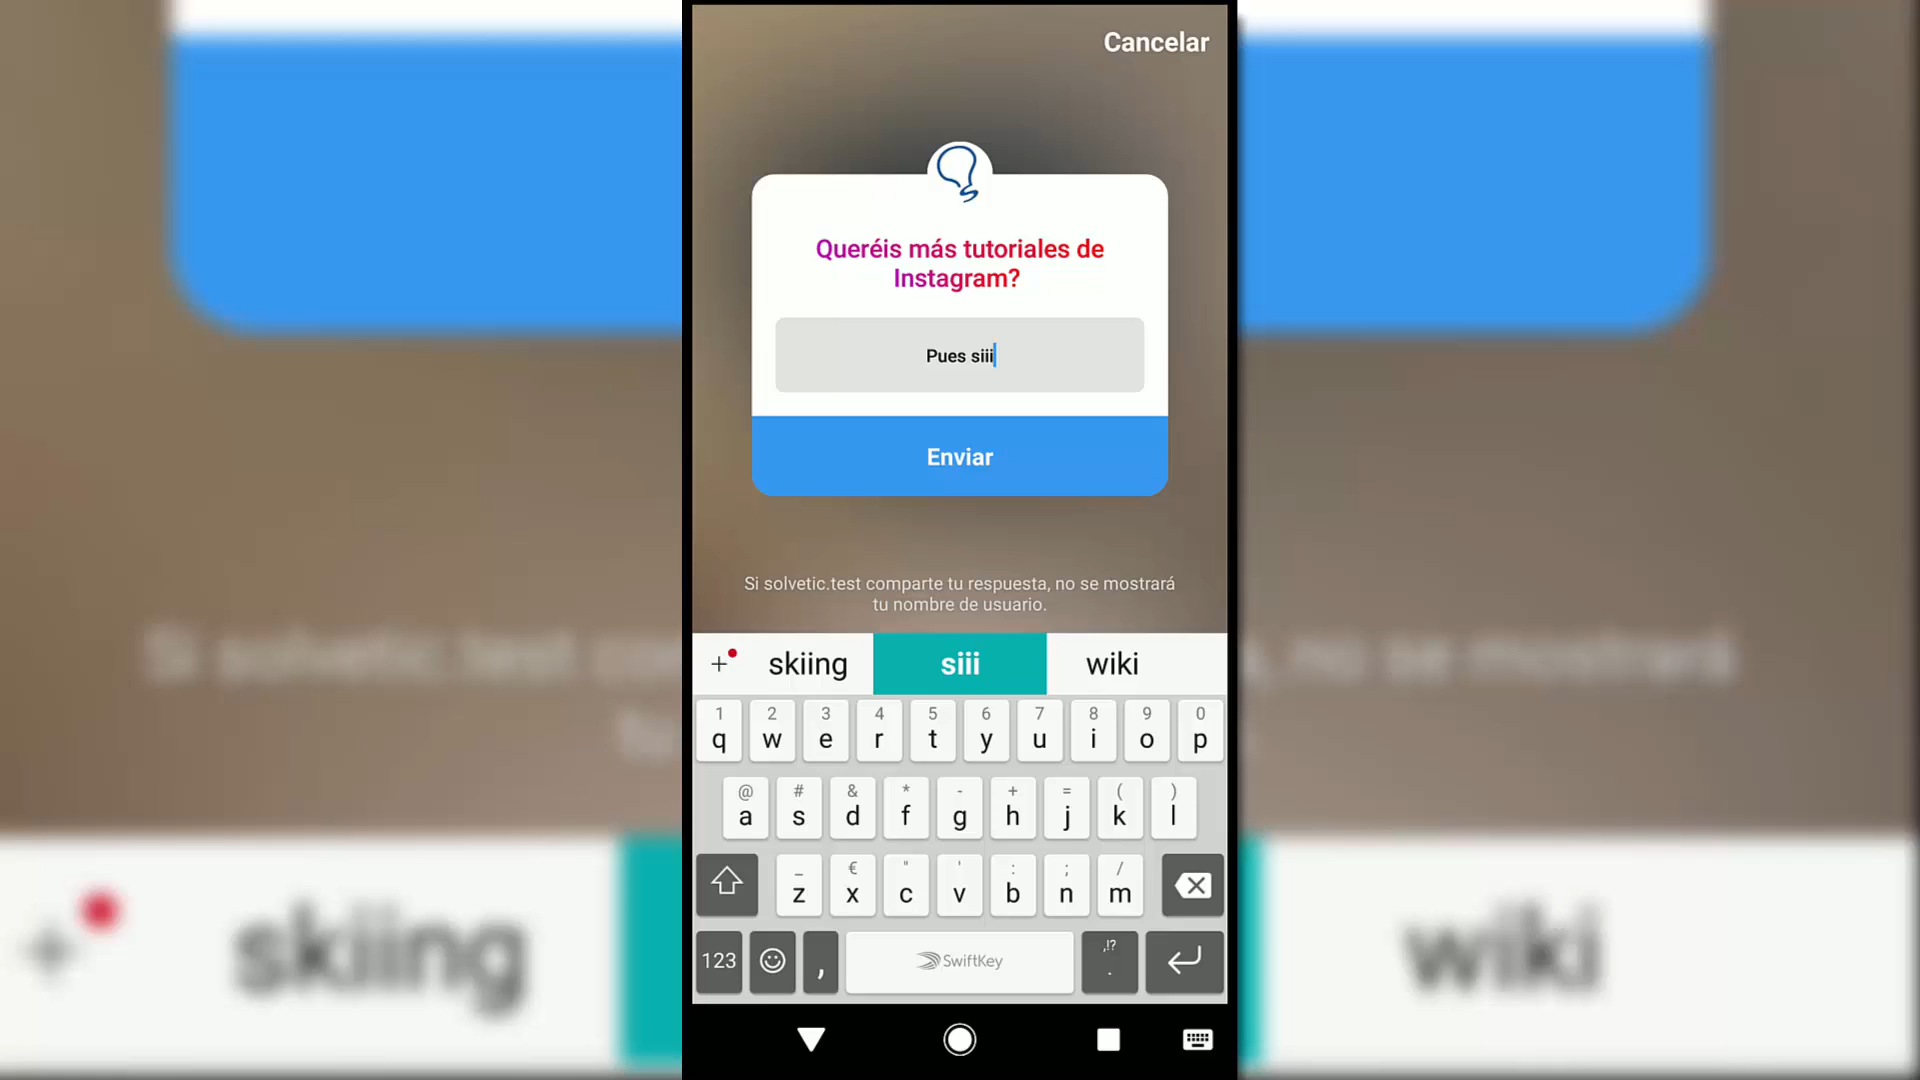 Cancelar
Queréis más tutoriales de
Instagram?
Pues siii
Enviar
Si solvetic.test comparte tu respuesta, no se mostrará
tu nombre de usuario.
+ skiing siii wiki
1 2 3 4 5 6 7 8 9 0
q w e r t y u i o p
@ # & * - + = ( )
a s d f g h j k l
_ € " ' : ; /
z x c v b n m
123 , SwiftKey ,!? .